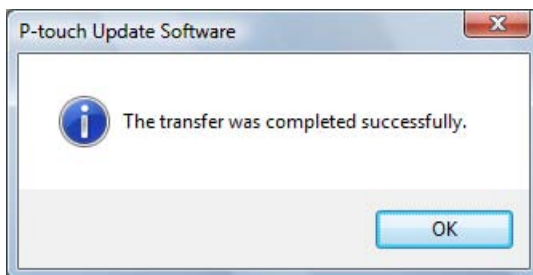 P-touch Update Software
The transfer was completed successfully.
OK